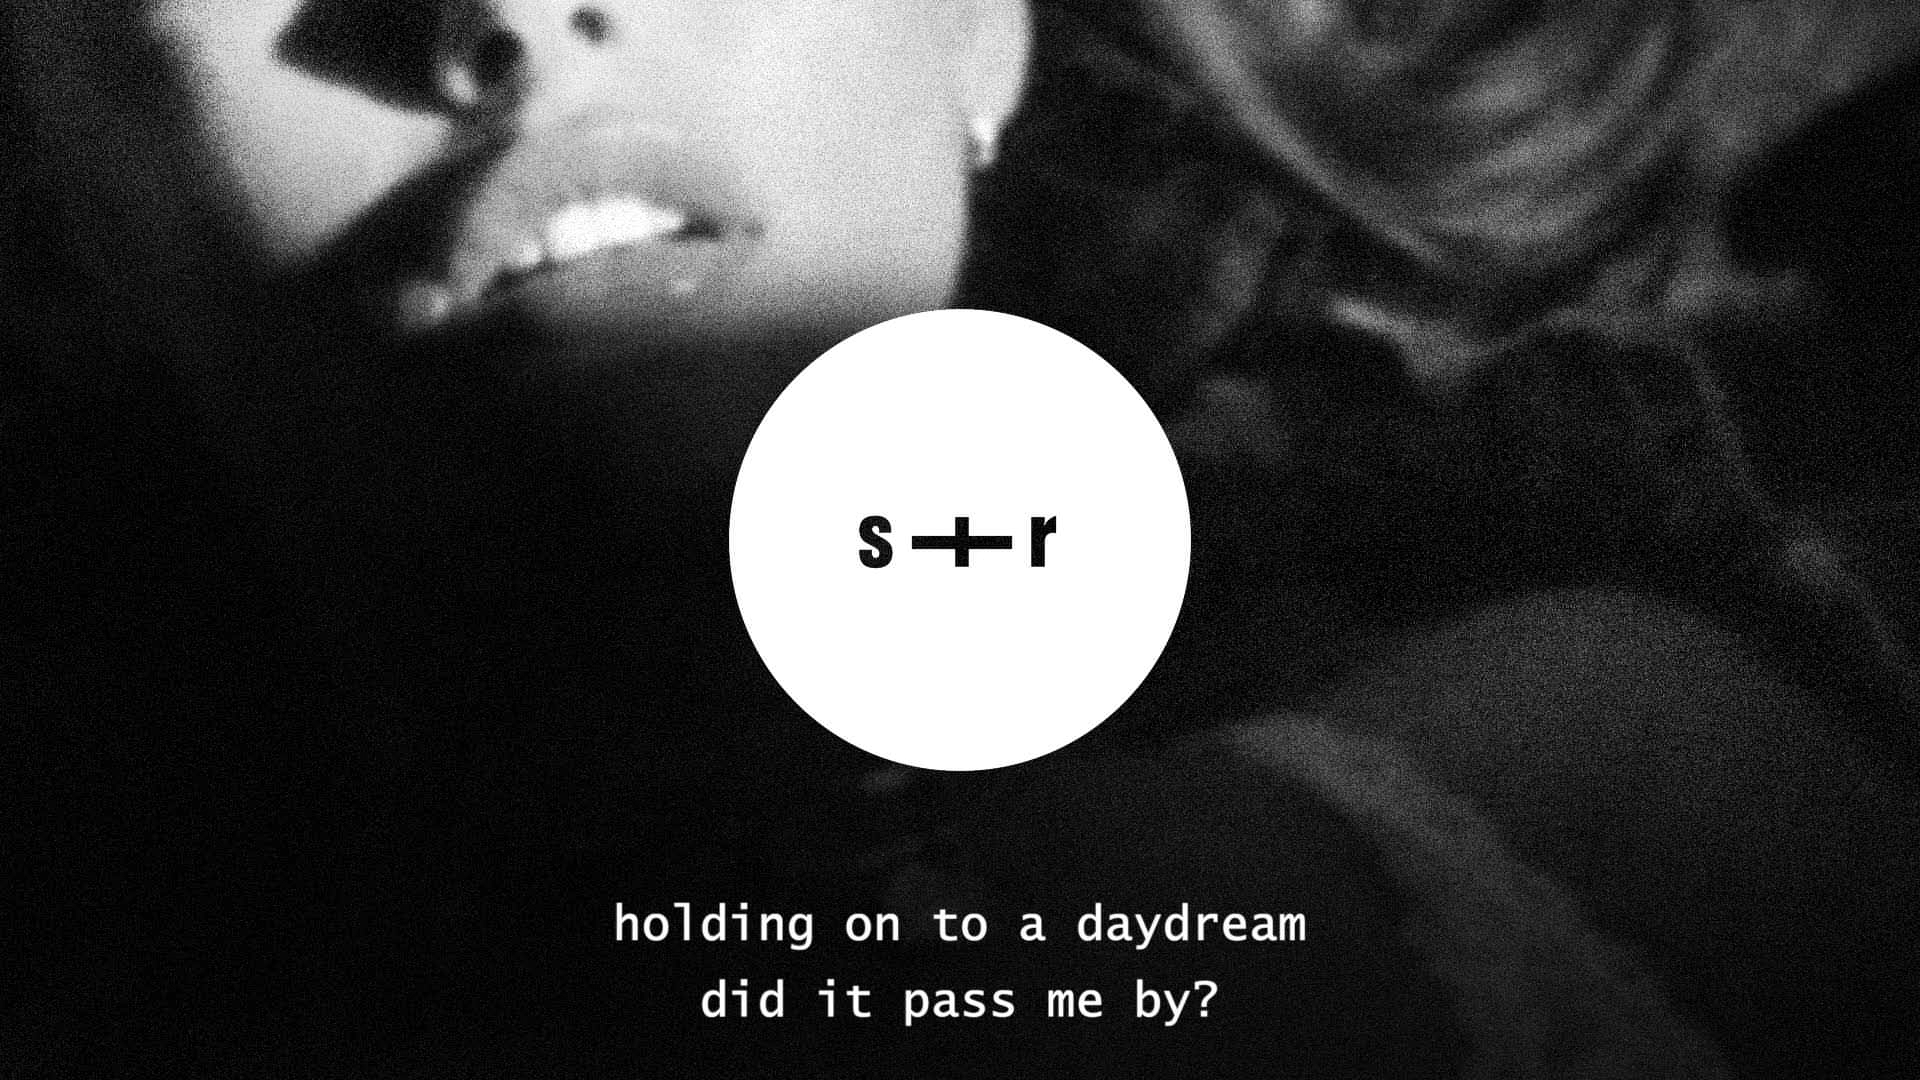 s+r
holding on to a daydream
did it pass me by?